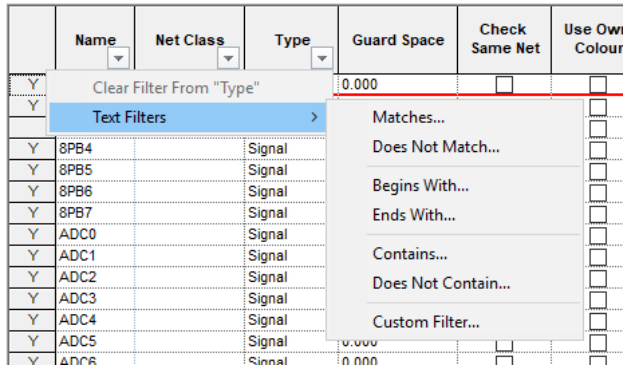 Name
Net Class
Type
Guard Space
Check
Same Net
Use Own
Colour
Y 0.000
Y
Clear Filter From "Type"
Text Filters
Matches...
Does Not Match...
Begins With...
Ends With...
Contains...
Does Not Contain...
Custom Filter...
Y 8PB4 Signal
Y 8PB5 Signal
Y 8PB6 Signal
Y 8PB7 Signal
Y ADC0 Signal
Y ADC1 Signal
Y ADC2 Signal
Y ADC3 Signal
Y ADC4 Signal
Y ADC5 Signal 0.000
Y ADC6 Signal 0.000